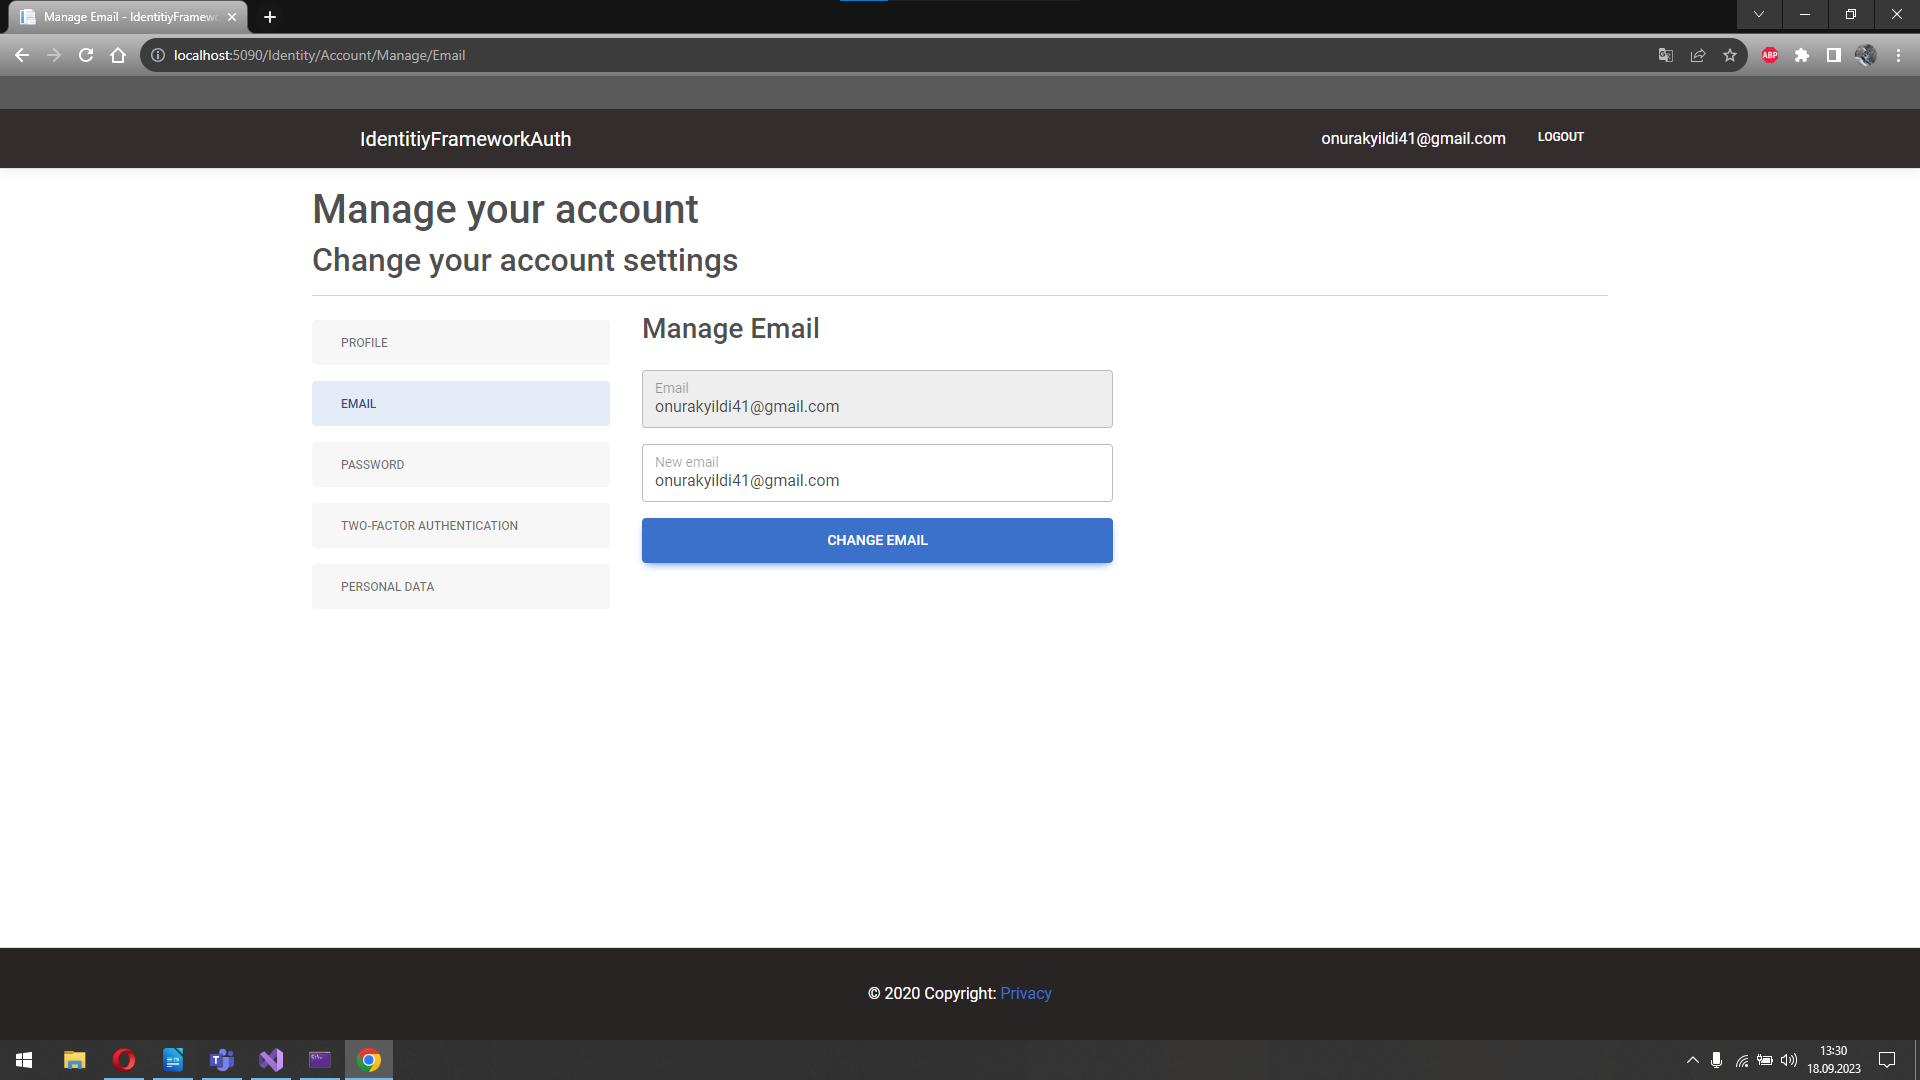 Manage Email - IdentitiyFramew
localhost:5090/Identity/Account/Manage/Email
ABP
IdentitiyFrameworkAuth
onurakyildi41@gmail.com
LOGOUT
Manage your account
Change your account settings
PROFILE
EMAIL
PASSWORD
TWO-FACTOR AUTHENTICATION
PERSONAL DATA
Manage Email
Email
onurakyildi41@gmail.com
New email
onurakyildi41@gmail.com
CHANGE EMAIL
© 2020 Copyright: Privacy
13:30
18.09.2023